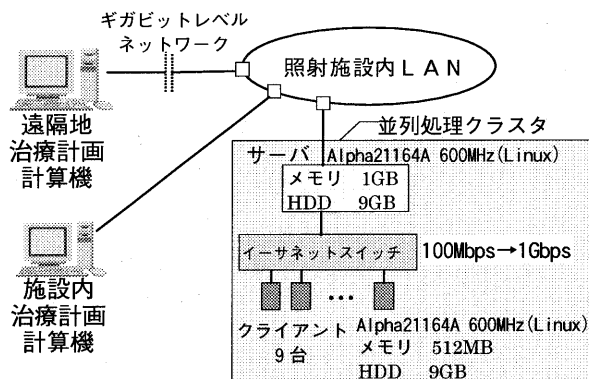 ギガビットレベル
ネットワーク
照射施設内ＬＡＮ
遠隔地
治療計画
計算機
並列処理クラスタ
サーバ Alpha21164A 600MHz(Linux)
メモリ 1GB
HDD 9GB
イーサネットスイッチ 100Mbps→1Gbps
・・・
施設内
治療計画
計算機
クライアント Alpha21164A 600MHz(Linux)
9台 メモリ 512MB
HDD 9GB